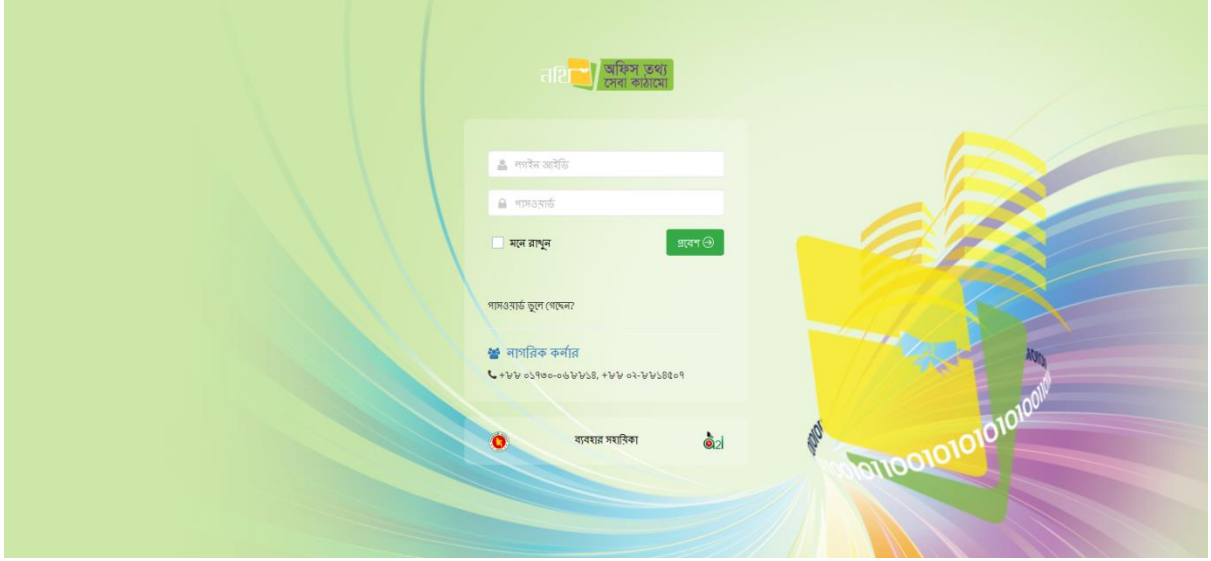 নথি অফিস তথ্য
সেবা কাঠামো
লগইন আইডি
পাসওয়ার্ড
মনে রাখুন প্রবেশ
পাসওয়ার্ড ভুলে গেছেন?
নাগরিক কর্নার
+৮৮ ০১৭৩০-০৬৮৮১৪, +৮৮ ০২-৮৮১৪৫০৭
ব্যবহার সহায়িকা a2i